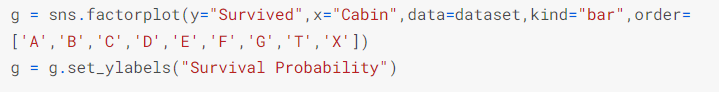 g = sns.factorplot(y="Survived",x="Cabin",data=dataset,kind="bar",order=
['A','B','C','D','E','F','G','T','X'])
g = g.set_ylabels("Survival Probability")